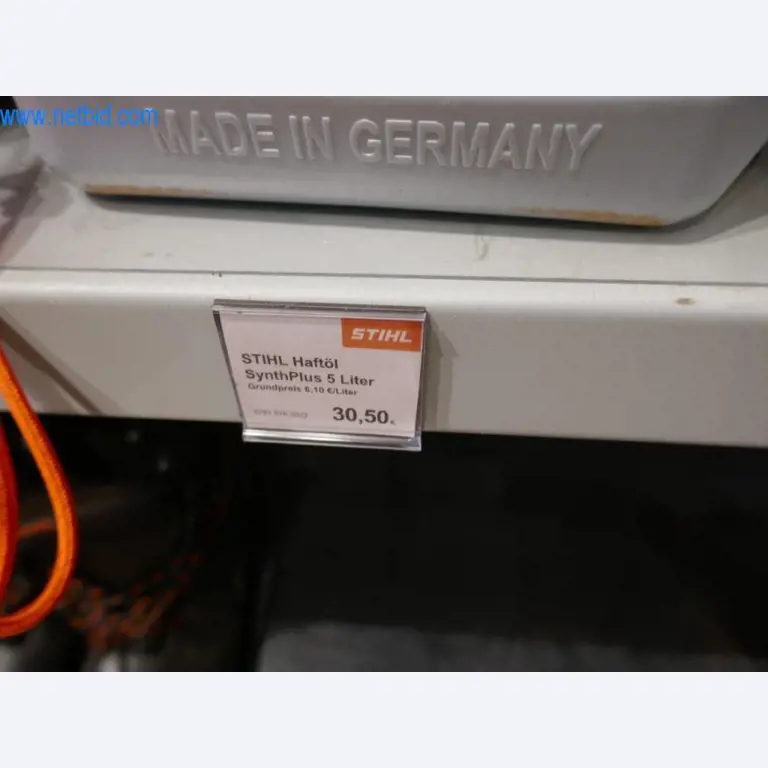 www.netbid.com
MADE IN GERMANY
STIHL
STIHL Haftöl
SynthPlus 5 Liter
Grundpreis 6,10 €/Liter
30,50€